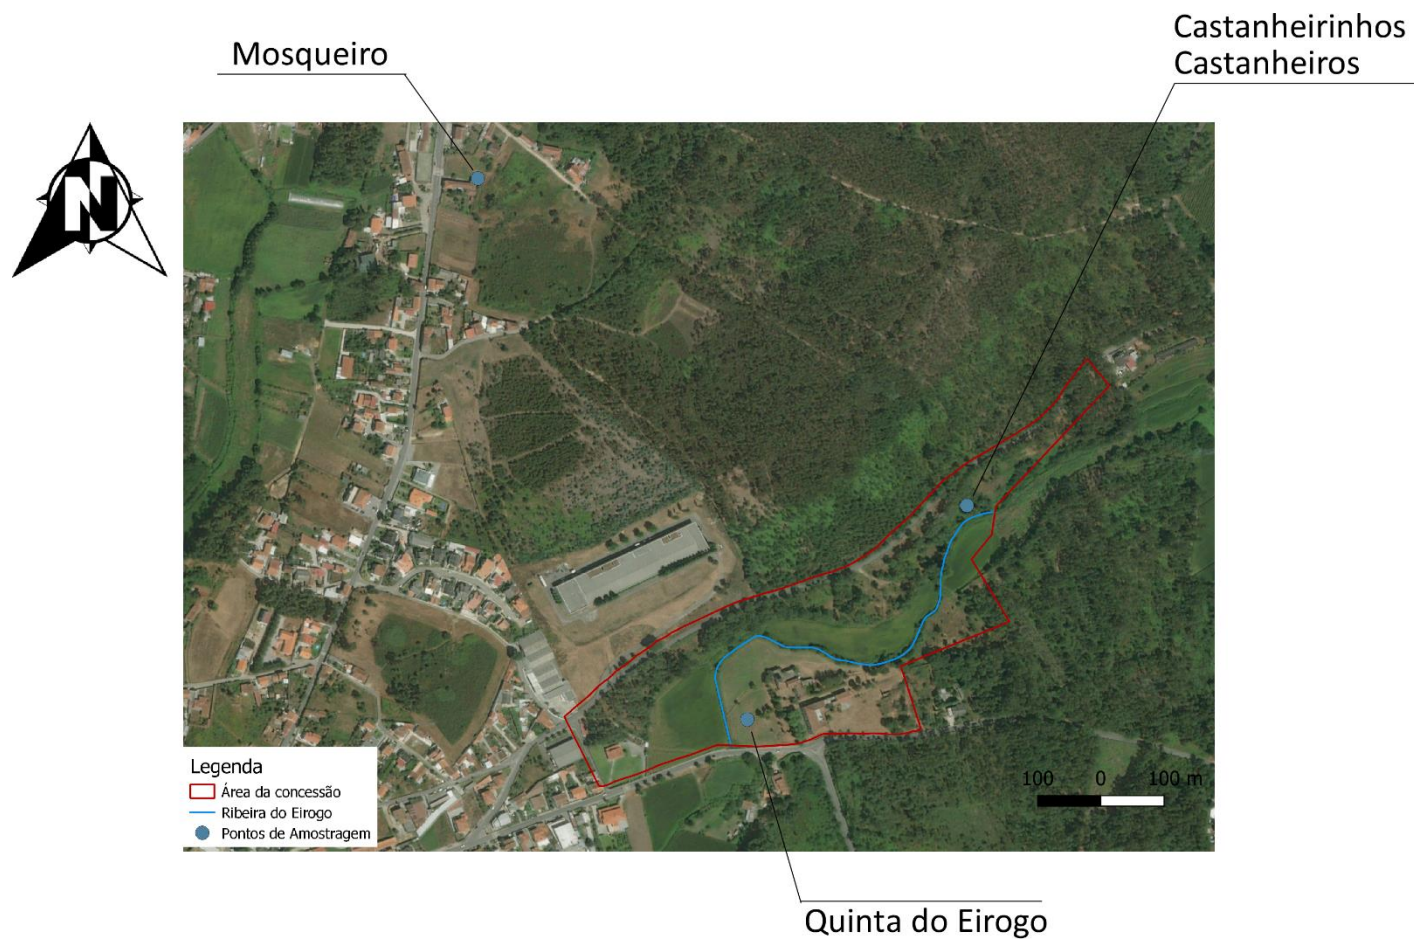 Castanheirinhos
Castanheiros
Mosqueiro
N
Legenda
Área da concessão
Ribeira do Eirogo
Pontos de Amostragem
100 0 100 m
Quinta do Eirogo